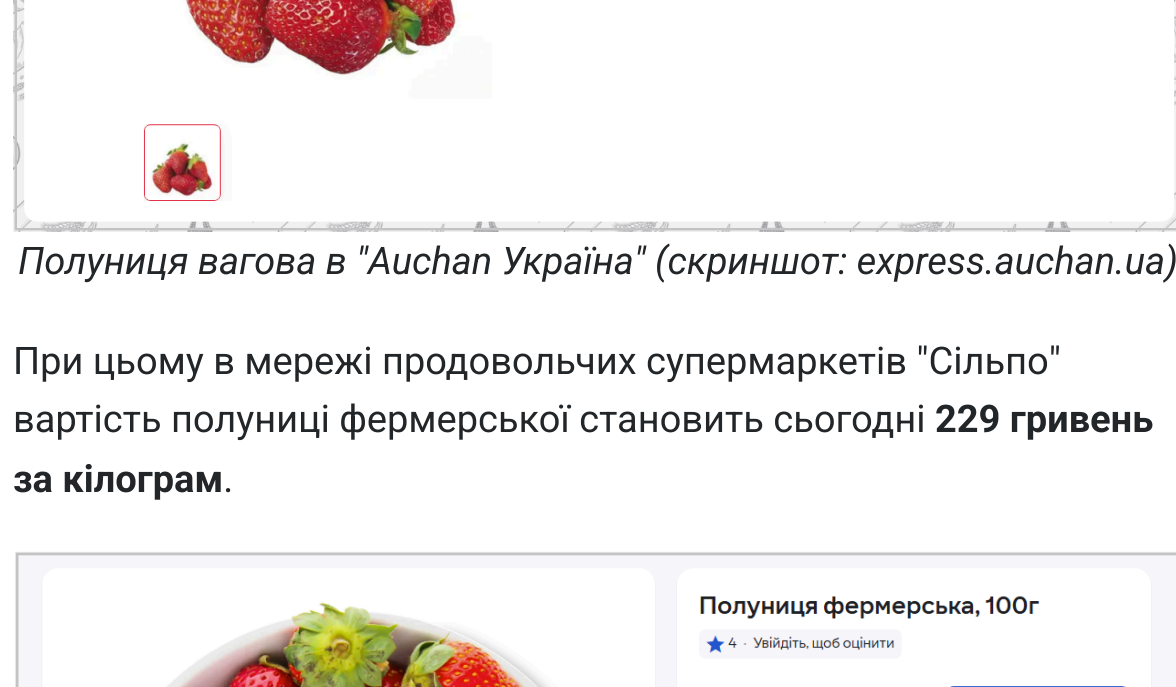 Полуниця вагова в "Auchan Україна" (скриншот: express.auchan.ua)
При цьому в мережі продовольчих супермаркетів "Сільпо"
вартість полуниці фермерської становить сьогодні 229 гривень
за кілограм.
Полуниця фермерська, 100г
4 · Увійдіть, щоб оцінити